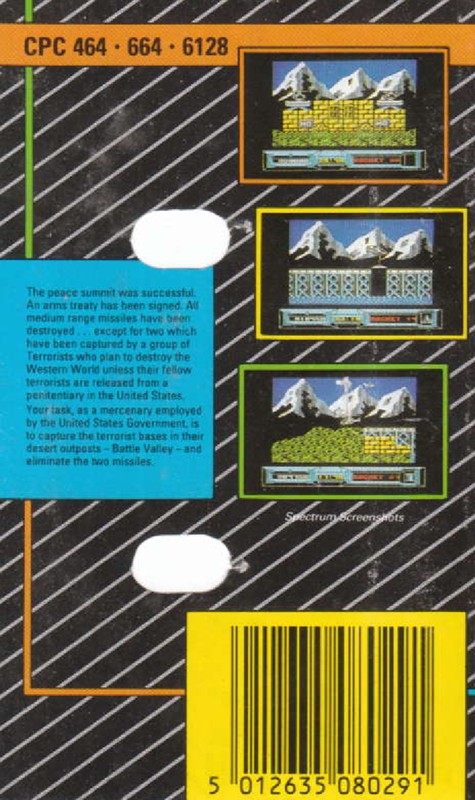 CPC 464 · 664 · 6128
The peace summit was successful.
An arms treaty has been signed. All
medium range missiles have been
destroyed . . . except for two which
have been captured by a group of
Terrorists who plan to destroy the
Western World unless their fellow
terrorists are released from a
penitentiary in the United States.
Your task, as a mercenary employed
by the United States Government, is
to capture the terrorist bases in their
desert outposts – Battle Valley – and
eliminate the two missiles.
Spectrum Screenshots
5 012635 080291